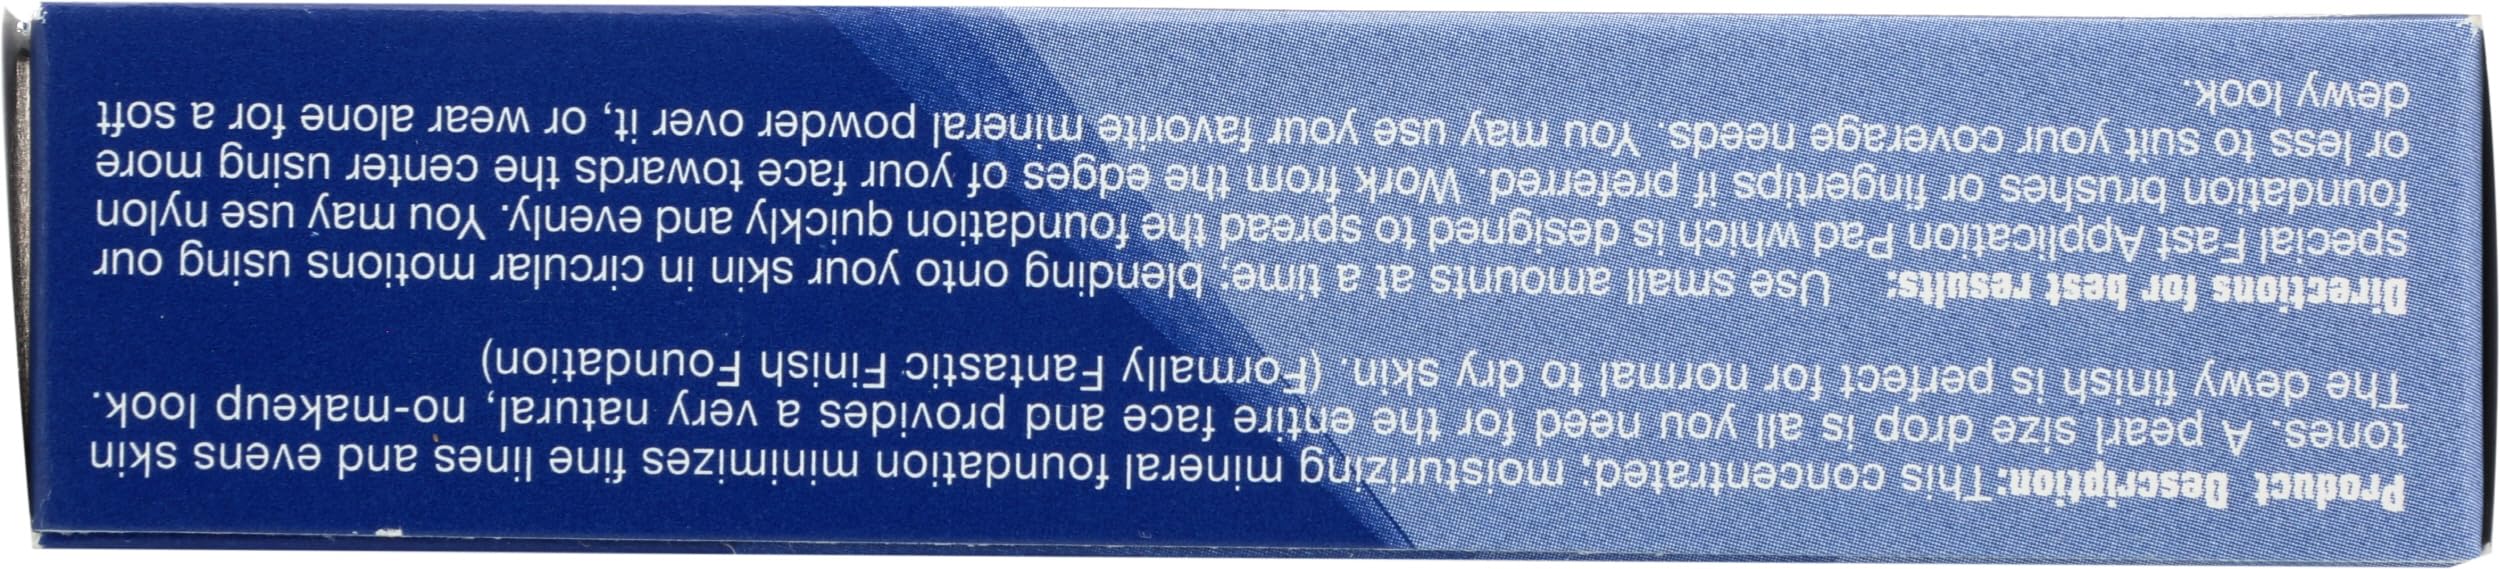 Product Description: This concentrated, moisturizing mineral foundation minimizes fine lines and evens skin
tones. A pearl size drop is all you need for the entire face and provides a very natural, no-makeup look.
The dewy finish is perfect for normal to dry skin. (Formally Fantastic Finish Foundation)
Directions for best results: Use small amounts at a time; blending onto your skin in circular motions using our
special Fast Application Pad which is designed to spread the foundation quickly and evenly. You may use nylon
foundation brushes or fingertips if preferred. Work from the edges of your face towards the center using more
or less to suit your coverage needs. You may use your favorite mineral powder over it, or wear alone for a soft
dewy look.